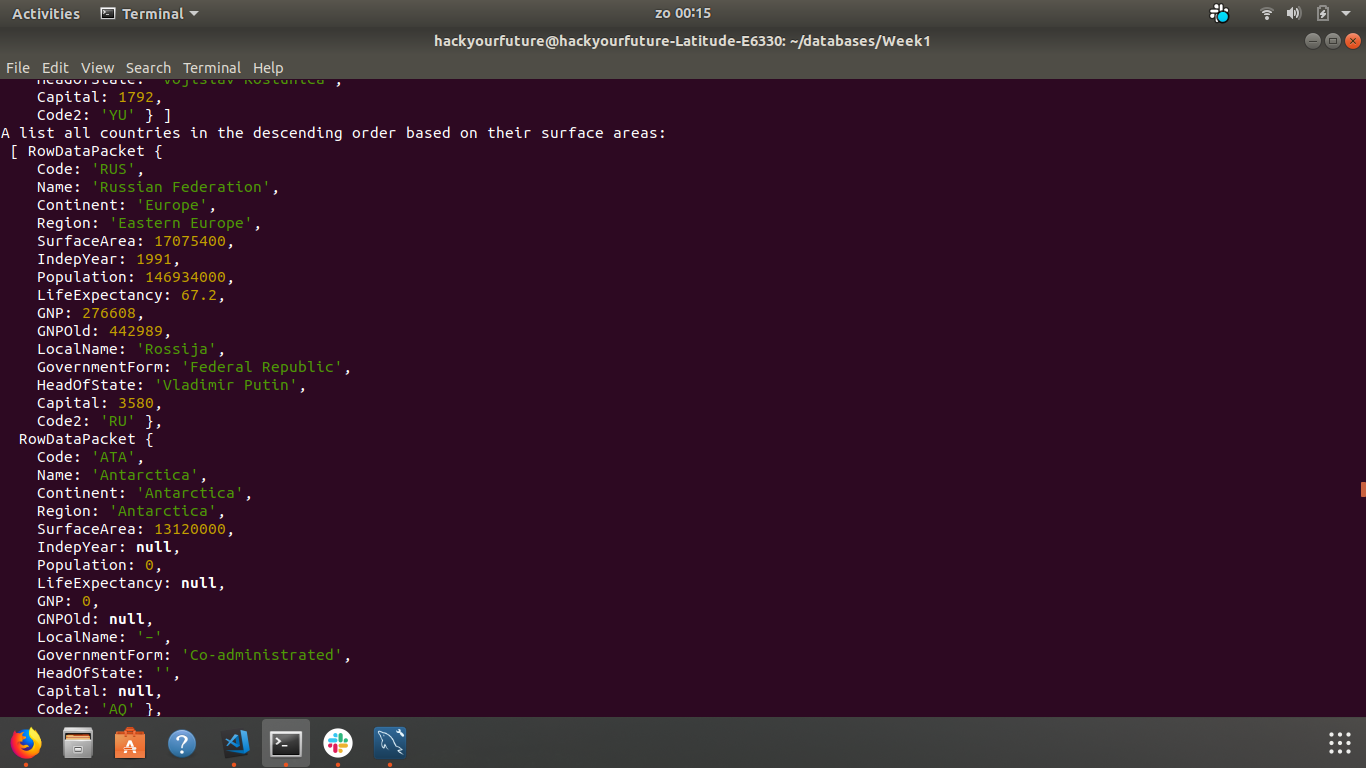 Activities Terminal zo 00:15
hackyourfuture@hackyourfuture-Latitude-E6330: ~/databases/Week1
File Edit View Search Terminal Help
HeadOfState: 'Vojislav Koštunica',
Capital: 1792,
Code2: 'YU' } ]
A list all countries in the descending order based on their surface areas:
[ RowDataPacket {
Code: 'RUS',
Name: 'Russian Federation',
Continent: 'Europe',
Region: 'Eastern Europe',
SurfaceArea: 17075400,
IndepYear: 1991,
Population: 146934000,
LifeExpectancy: 67.2,
GNP: 276608,
GNPOld: 442989,
LocalName: 'Rossija',
GovernmentForm: 'Federal Republic',
HeadOfState: 'Vladimir Putin',
Capital: 3580,
Code2: 'RU' },
RowDataPacket {
Code: 'ATA',
Name: 'Antarctica',
Continent: 'Antarctica',
Region: 'Antarctica',
SurfaceArea: 13120000,
IndepYear: null,
Population: 0,
LifeExpectancy: null,
GNP: 0,
GNPOld: null,
LocalName: '–',
GovernmentForm: 'Co-administrated',
HeadOfState: '',
Capital: null,
Code2: 'AQ' },